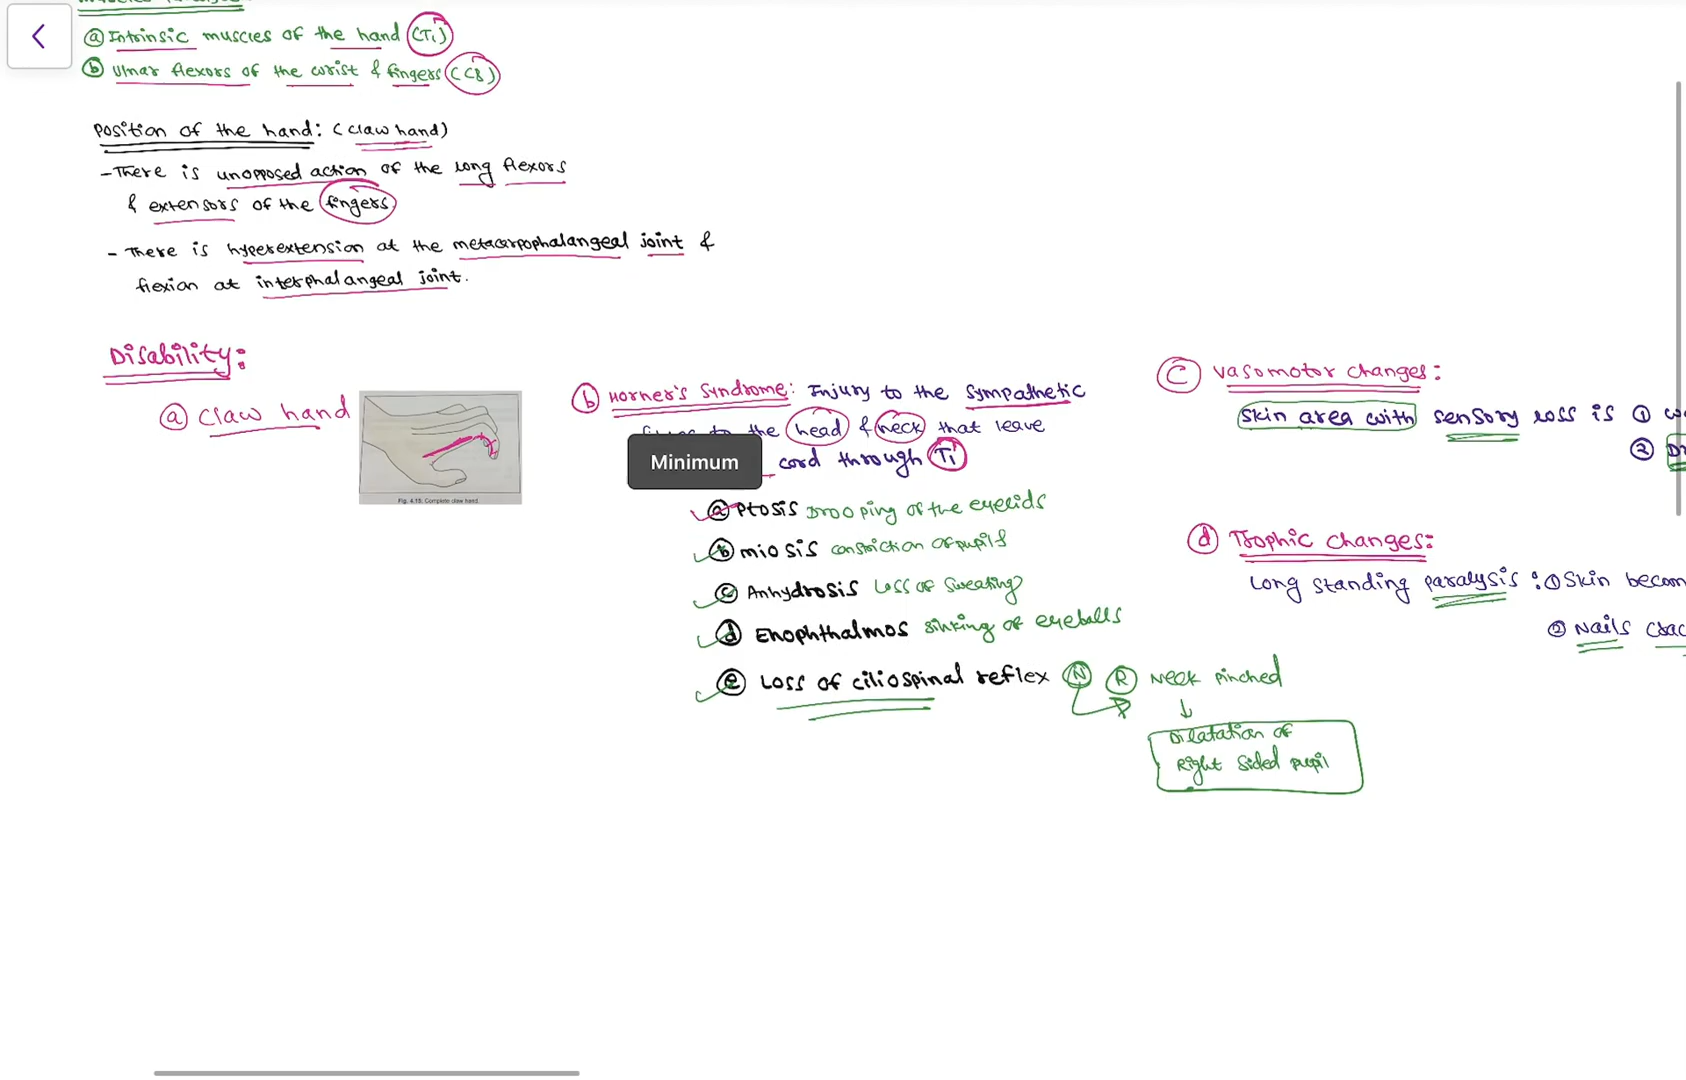 ⓐ Intrinsic muscles of the hand (T1)
ⓑ Ulnar flexors of the wrist & fingers (C8)
Position of the hand: (claw hand)
- There is unopposed action of the long flexors
& extensors of the fingers
- There is hyperextension at the metacarpophalangeal joint &
flexion at interphalangeal joint.
Disability:
ⓐ Claw hand
Fig. 4.15: Complete claw hand
ⓑ Horner's Syndrome: Injury to the sympathetic
to the head & neck that leave
Minimum
cord through T1
ⓐ Ptosis Drooping of the eyelids
ⓑ miosis constriction of pupils
ⓒ Anhydrosis Loss of sweating
ⓓ Enophthalmos sinking of eyeballs
ⓔ Loss of ciliospinal reflex Ⓝ Ⓡ Neck pinched
↓
Dilatation of
Right sided pupil
Ⓒ Vasomotor changes:
Skin area with sensory loss is ①
②
ⓓ Trophic changes:
Long standing paralysis: ① Skin becom
② Nails crac